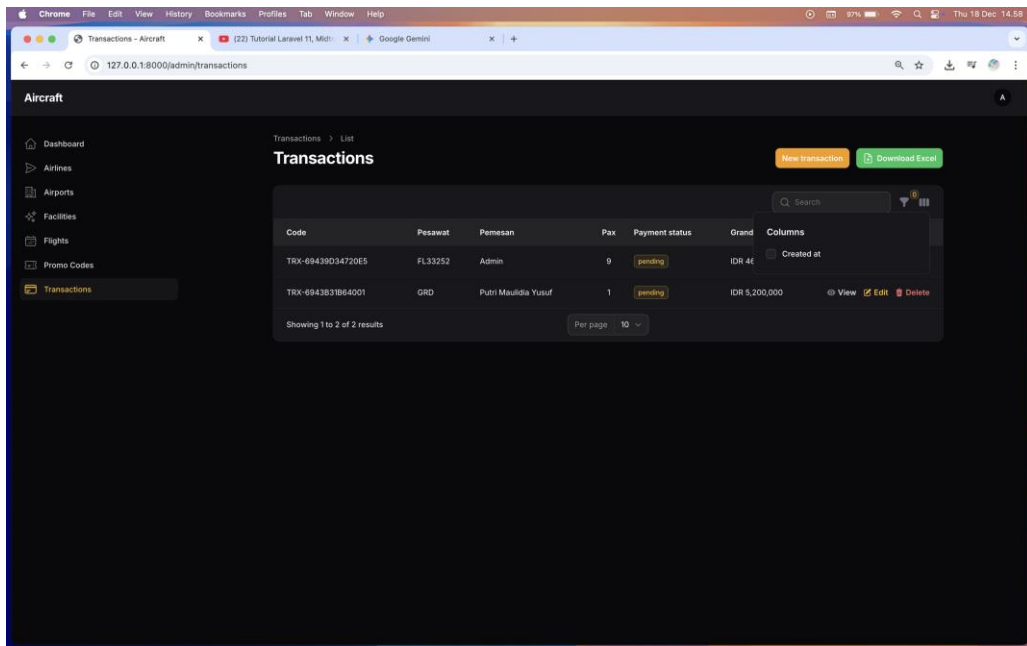 Chrome File Edit View History Bookmarks Profiles Tab Window Help 97% Thu 18 Dec 14.58
Transactions - Aircraft (22) Tutorial Laravel 11, Midt Google Gemini
127.0.0.1:8000/admin/transactions
Aircraft A
Dashboard
Airlines
Airports
Facilities
Flights
Promo Codes
Transactions
Transactions > List
Transactions
New transaction Download Excel
Search 0
Columns
Created at
Code Pesawat Pemesan Pax Payment status Grand
TRX-69439D34720E5 FL33252 Admin 9 pending IDR 46
TRX-6943B31B64001 GRD Putri Maulidia Yusuf 1 pending IDR 5,200,000 View Edit Delete
Showing 1 to 2 of 2 results Per page 10